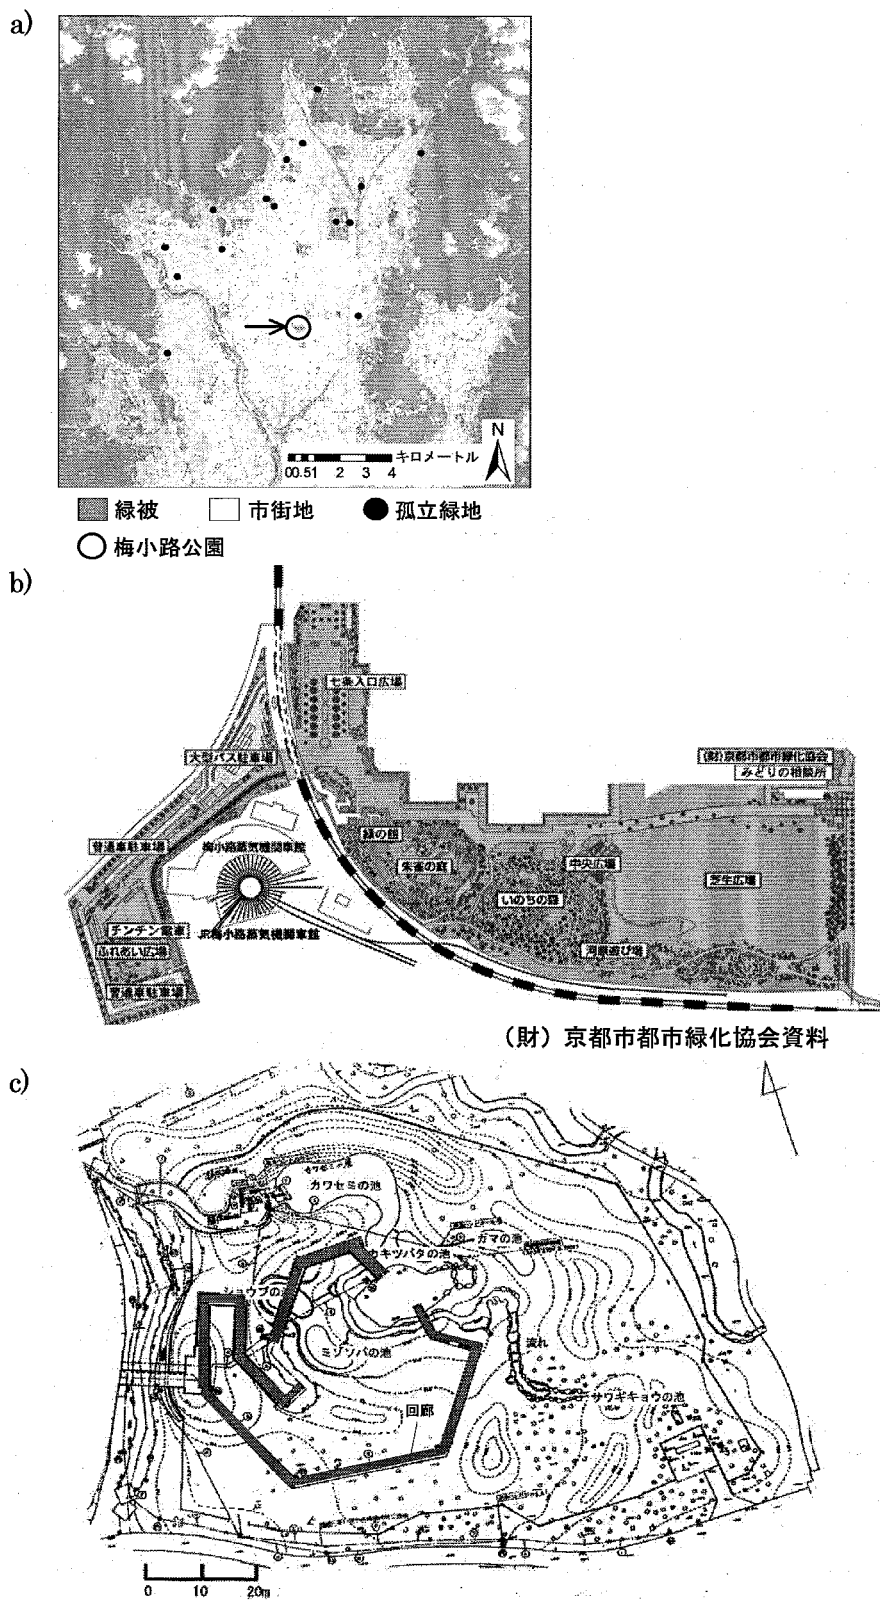 a)
N
キロメートル
00.51 2 3 4
緑被 市街地 孤立緑地
梅小路公園
b)
七条入口広場
大型バス駐車場
(財)京都市都市緑化協会
みどりの相談所
普通車駐車場
梅小路蒸気機関車館
緑の館
朱雀の庭
中央広場
芝生広場
いのちの森
チンチン電車
ふれあい広場
JR梅小路蒸気機関車館
河原遊び場
普通車駐車場
(財)京都市都市緑化協会資料
c)
カワセミの池
カキツバタの池
ガマの池
ミゾソバの池
流れ
サワギキョウの池
回廊
0 10 20m